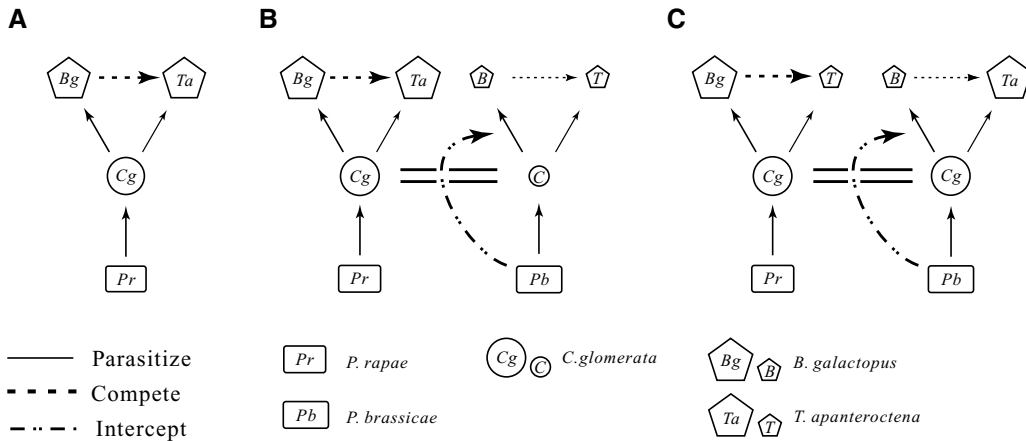 A B C
Bg Ta Bg Ta B T Bg T B Ta
Cg Cg C Cg Cg
Pr Pr Pb Pr Pb
Parasitize
Compete
Intercept
Pr P. rapae
Pb P. brassicae
Cg C C.glomerata
Bg B B. galactopus
Ta T T. apanteroctena